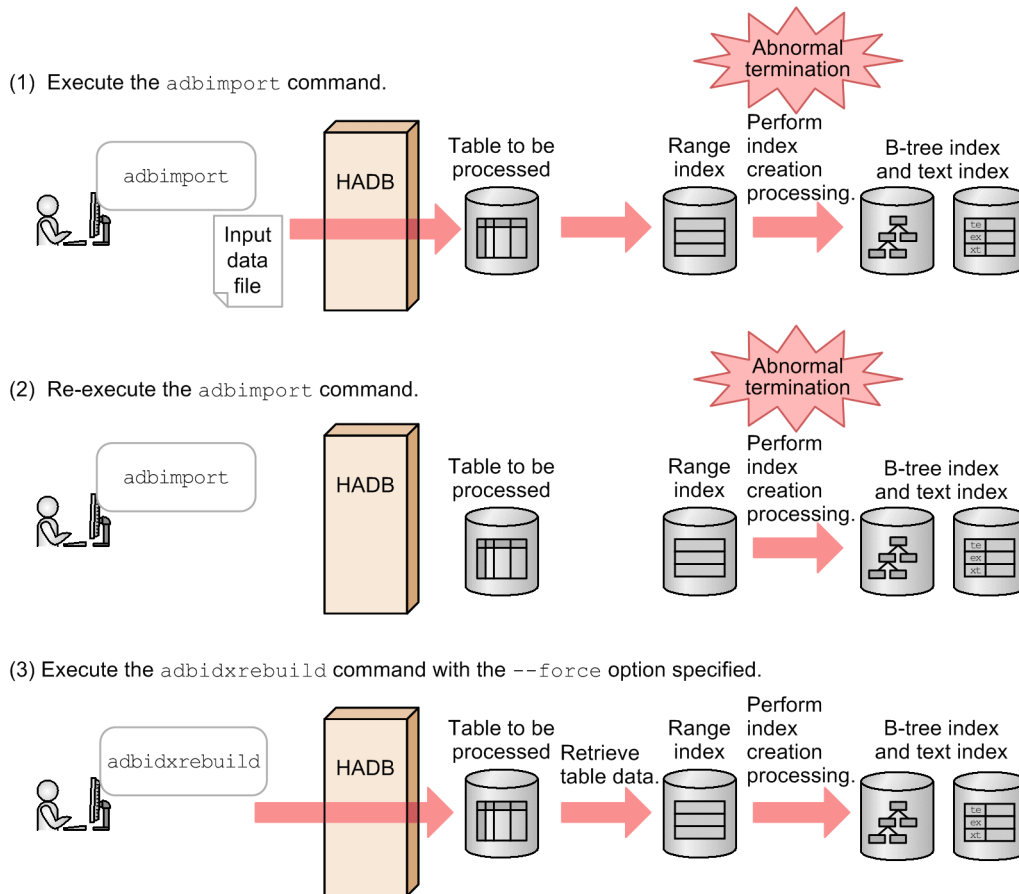 Abnormal
termination
(1) Execute the adbimport command.
adbimport
Input
data
file
HADB
Table to be
processed
Range
index
Perform
index
creation
processing.
B-tree index
and text index
te
ex
xt
Abnormal
termination
(2) Re-execute the adbimport command.
adbimport
HADB
Table to be
processed
Range
index
Perform
index
creation
processing.
B-tree index
and text index
te
ex
xt
(3) Execute the adbidxrebuild command with the --force option specified.
adbidxrebuild
HADB
Table to be
processed
Retrieve
table data.
Range
index
Perform
index
creation
processing.
B-tree index
and text index
te
ex
xt